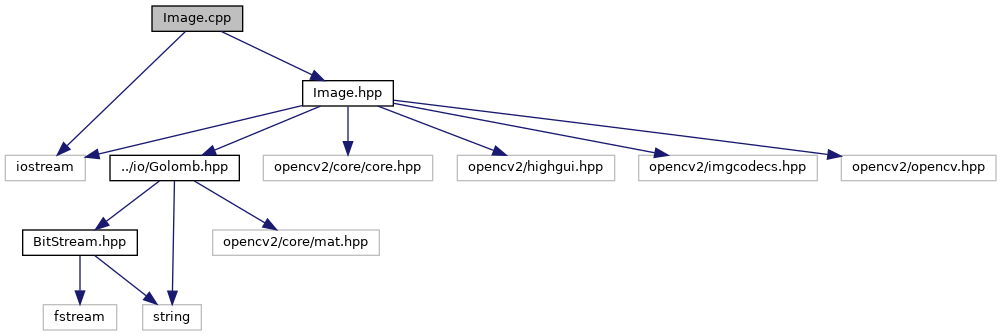 Image.cpp
Image.hpp
iostream
../io/Golomb.hpp
opencv2/core/core.hpp
opencv2/highgui.hpp
opencv2/imgcodecs.hpp
opencv2/opencv.hpp
BitStream.hpp
opencv2/core/mat.hpp
fstream
string